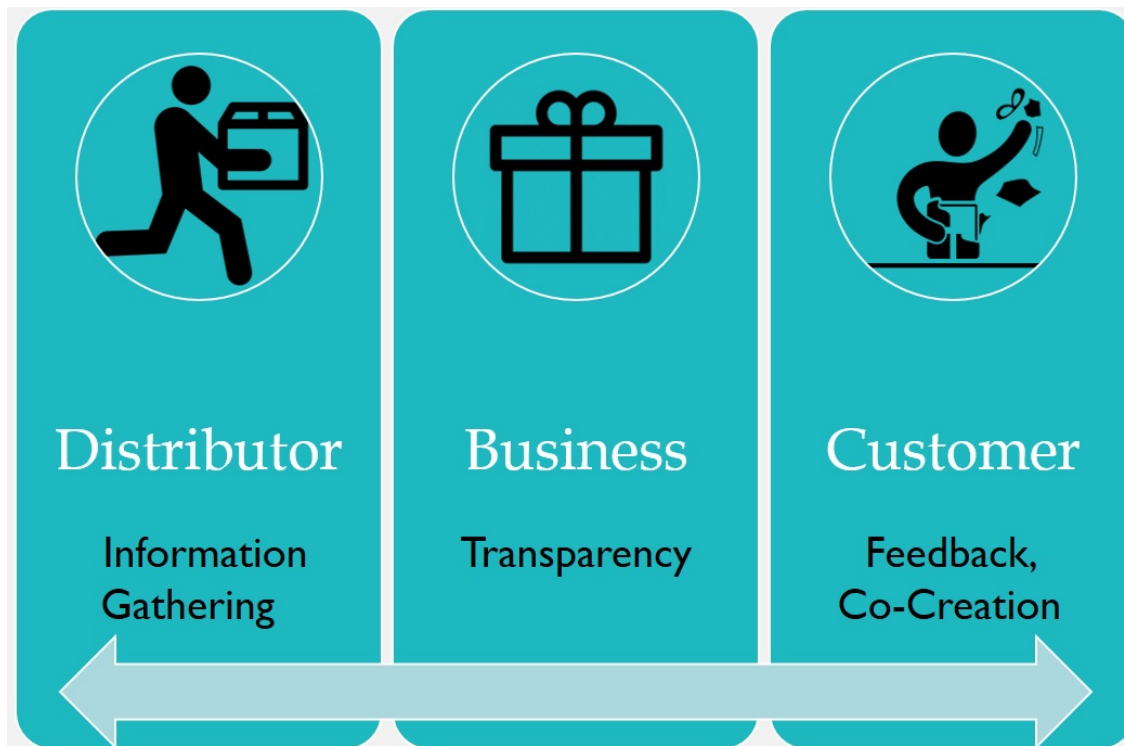 Distributor
Information
Gathering
Business
Transparency
Customer
Feedback,
Co-Creation